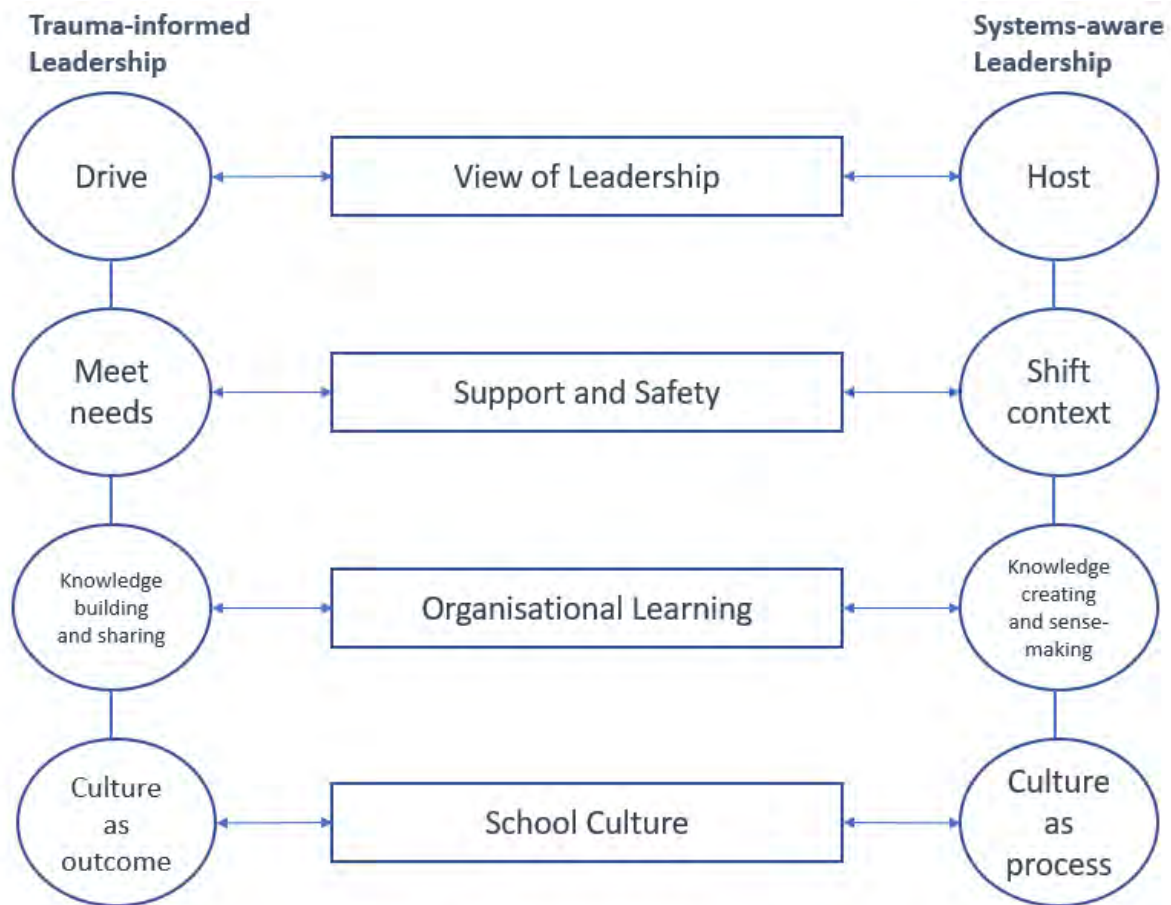 Trauma-informed
Leadership
Systems-aware
Leadership
Drive
View of Leadership
Host
Meet
needs
Support and Safety
Shift
context
Knowledge
building
and sharing
Organisational Learning
Knowledge
creating
and sense-
making
Culture
as
outcome
School Culture
Culture
as
process